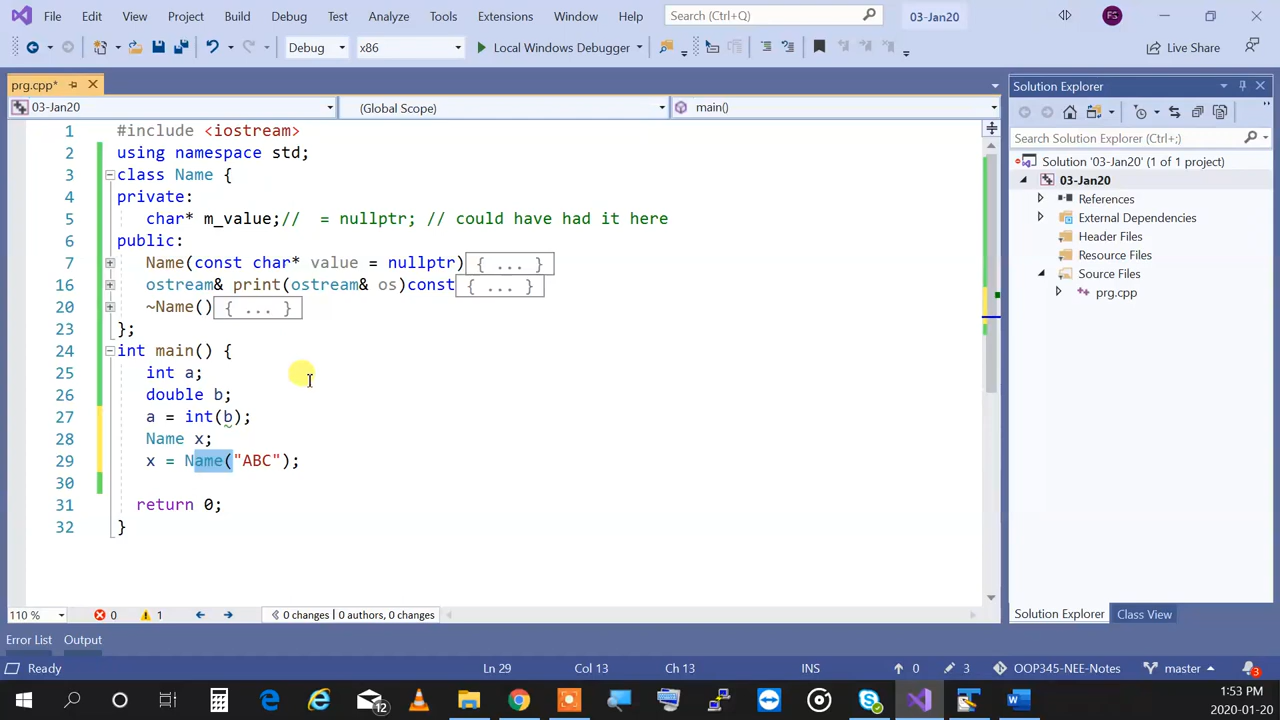 File Edit View Project Build Debug Test Analyze Tools Extensions Window Help Search (Ctrl+Q) 03-Jan20 FS
Debug x86 Local Windows Debugger Live Share
prg.cpp*
03-Jan20 (Global Scope) main()
1 #include <iostream>
2 using namespace std;
3 class Name {
4 private:
5 char* m_value;//  = nullptr; // could have had it here
6 public:
7 Name(const char* value = nullptr){ ... }
16 ostream& print(ostream& os)const{ ... }
20 ~Name(){ ... }
23 };
24 int main() {
25 int a;
26 double b;
27 a = int(b);
28 Name x;
29 x = Name("ABC");
30
31 return 0;
32 }
110 % 0 1 0 changes | 0 authors, 0 changes
Error List Output
Solution Explorer
Search Solution Explorer (Ctrl+;)
Solution '03-Jan20' (1 of 1 project)
03-Jan20
References
External Dependencies
Header Files
Resource Files
Source Files
prg.cpp
Solution Explorer Class View
Ready Ln 29 Col 13 Ch 13 INS 0 3 OOP345-NEE-Notes master 3
12
1:53 PM
2020-01-20